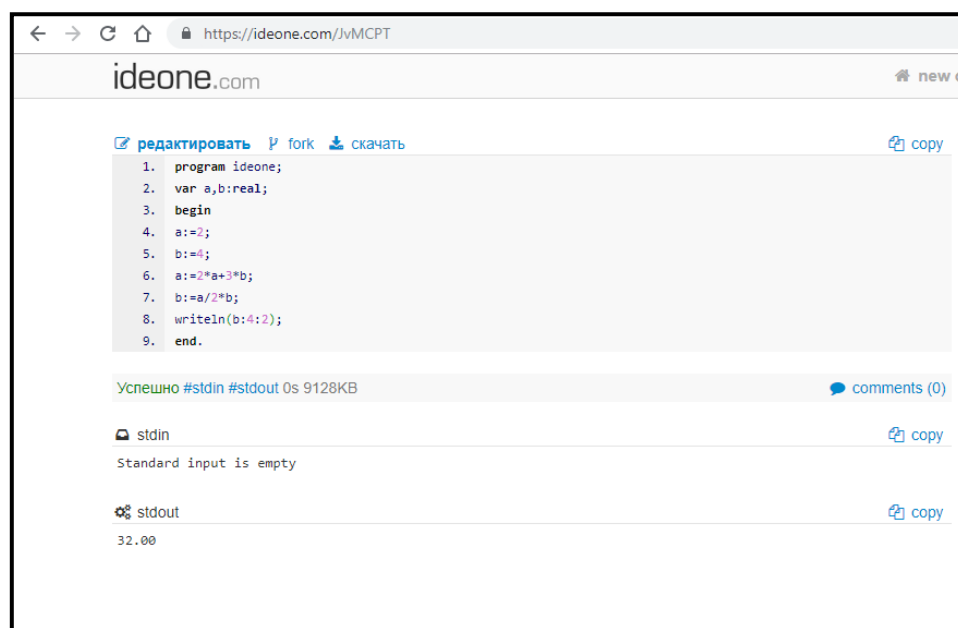 https://ideone.com/JvMCPT
ideone.com
new
редактировать fork скачать copy
1. program ideone;
2. var a,b:real;
3. begin
4. a:=2;
5. b:=4;
6. a:=2*a+3*b;
7. b:=a/2*b;
8. writeln(b:4:2);
9. end.
Успешно #stdin #stdout 0s 9128KB comments (0)
stdin copy
Standard input is empty
stdout copy
32.00